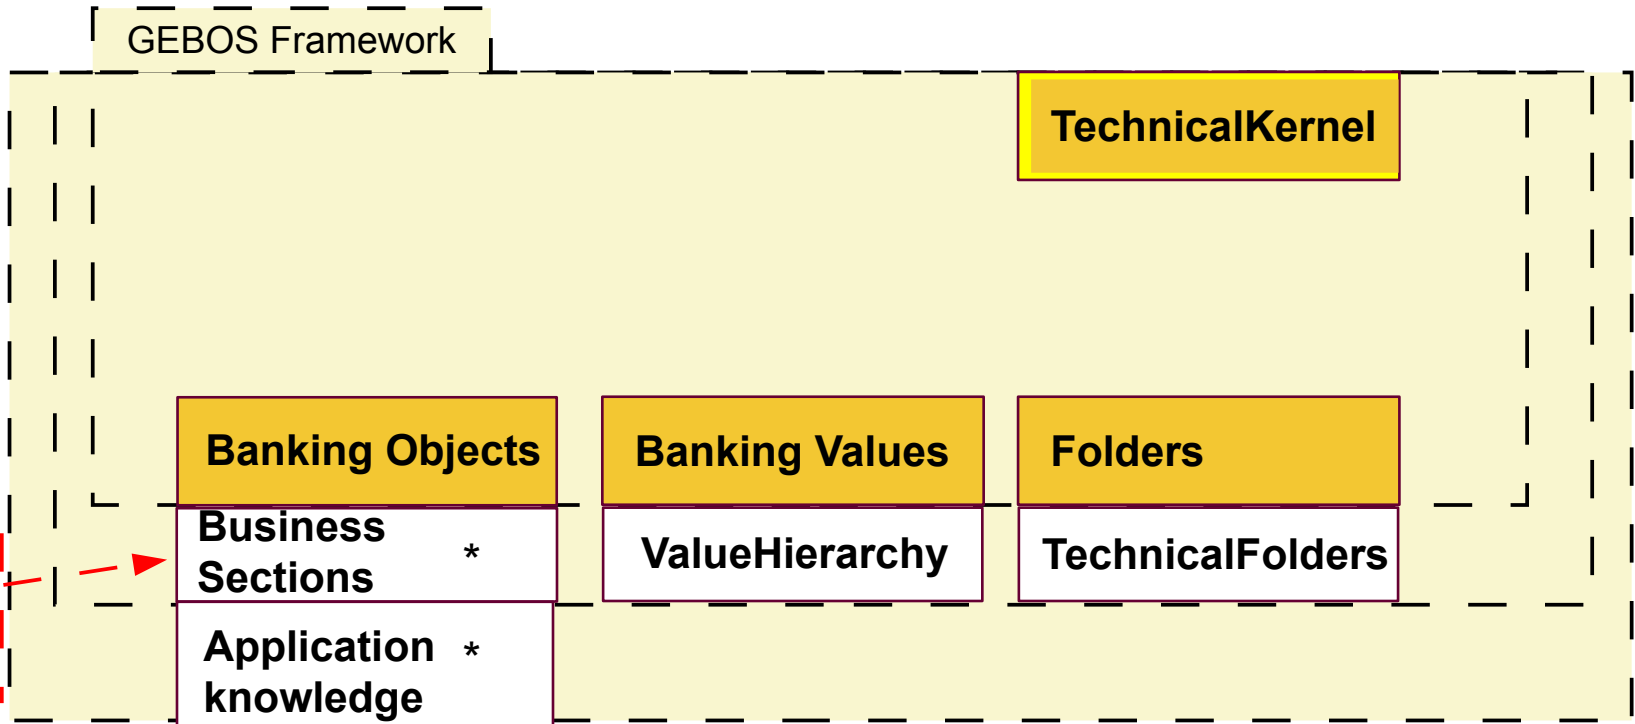 GEBOS Framework
TechnicalKernel
Banking Objects
Banking Values
Folders
Business
Sections
*
ValueHierarchy
TechnicalFolders
Application
knowledge
*